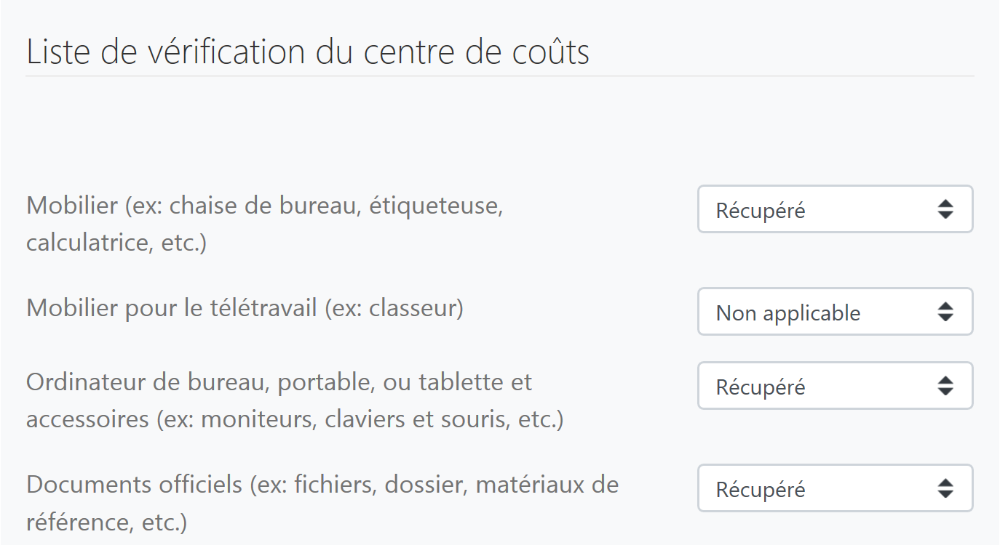 Liste de vérification du centre de coûts
Mobilier (ex: chaise de bureau, étiqueteuse,
calculatrice, etc.)
Récupéré
Mobilier pour le télétravail (ex: classeur)
Non applicable
Ordinateur de bureau, portable, ou tablette et
accessoires (ex: moniteurs, claviers et souris, etc.)
Récupéré
Documents officiels (ex: fichiers, dossier, matériaux de
référence, etc.)
Récupéré